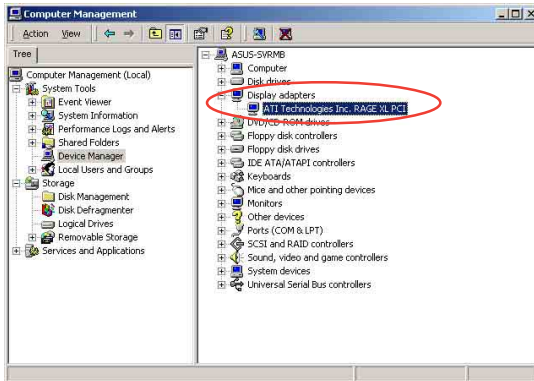 Computer Management
Action View
Tree
Computer Management (Local)
System Tools
Event Viewer
System Information
Performance Logs and Alerts
Shared Folders
Device Manager
Local Users and Groups
Storage
Disk Management
Disk Defragmenter
Logical Drives
Removable Storage
Services and Applications
ASUS-SVRMB
Computer
Disk drives
Display adapters
ATI Technologies Inc. RAGE XL PCI
DVD/CD-ROM drives
Floppy disk controllers
Floppy disk drives
IDE ATA/ATAPI controllers
Keyboards
Mice and other pointing devices
Monitors
Other devices
Ports (COM & LPT)
SCSI and RAID controllers
Sound, video and game controllers
System devices
Universal Serial Bus controllers